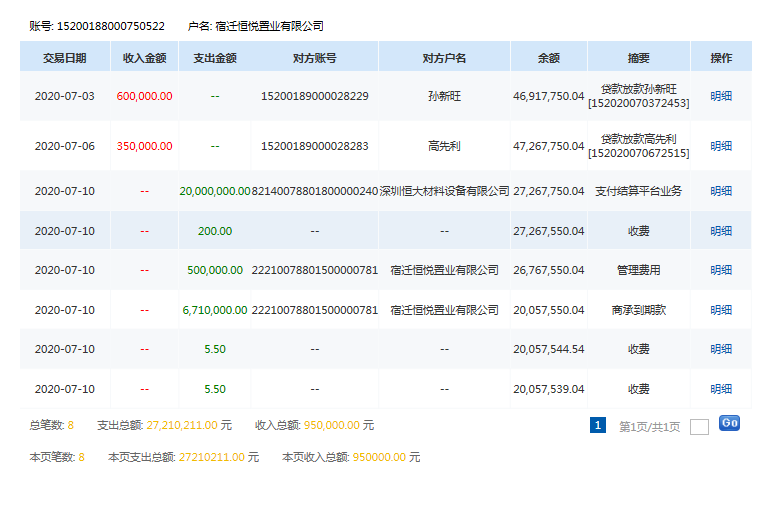 账号: 15200188000750522 户名: 宿迁恒悦置业有限公司
交易日期 收入金额 支出金额 对方账号 对方户名 余额 摘要 操作
2020-07-03 600,000.00 -- 15200189000028229 孙新旺 46,917,750.04 贷款放款孙新旺 [152020070372453] 明细
2020-07-06 350,000.00 -- 15200189000028283 高先利 47,267,750.04 贷款放款高先利 [152020070672515] 明细
2020-07-10 -- 20,000,000.00 82140078801800000240 深圳恒大材料设备有限公司 27,267,750.04 支付结算平台业务 明细
2020-07-10 -- 200.00 -- -- 27,267,550.04 收费 明细
2020-07-10 -- 500,000.00 22210078801500000781 宿迁恒悦置业有限公司 26,767,550.04 管理费用 明细
2020-07-10 -- 6,710,000.00 22210078801500000781 宿迁恒悦置业有限公司 20,057,550.04 商承到期款 明细
2020-07-10 -- 5.50 -- -- 20,057,544.54 收费 明细
2020-07-10 -- 5.50 -- -- 20,057,539.04 收费 明细
总笔数: 8 支出总额: 27,210,211.00 元 收入总额: 950,000.00 元 1 第1页/共1页 Go
本页笔数: 8 本页支出总额: 27210211.00 元 本页收入总额: 950000.00 元